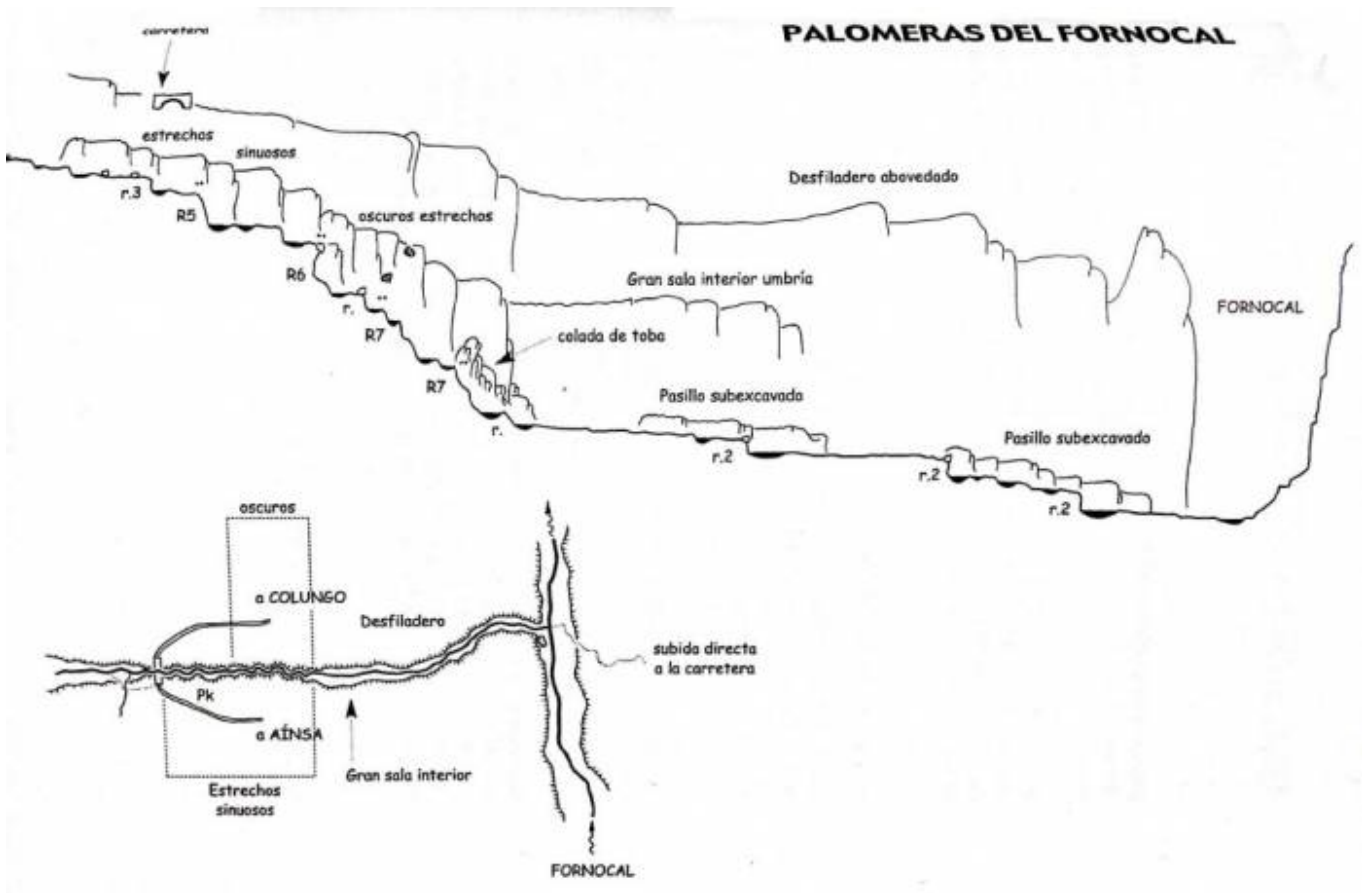 PALOMERAS DEL FORNOCAL
carretera
estrechos
sinuosos
r.3
R5
oscuros estrechos
Desfiladero abovedado
R6
r.
Gran sala interior umbría
FORNOCAL
R7
colada de toba
R7
Pasillo subexcavado
r.
r.2
Pasillo subexcavado
r.2
r.2
oscuros
a COLUNGO
Desfiladero
subida directa
a la carretera
Pk
a AÍNSA
Gran sala interior
Estrechos
sinuosos
FORNOCAL